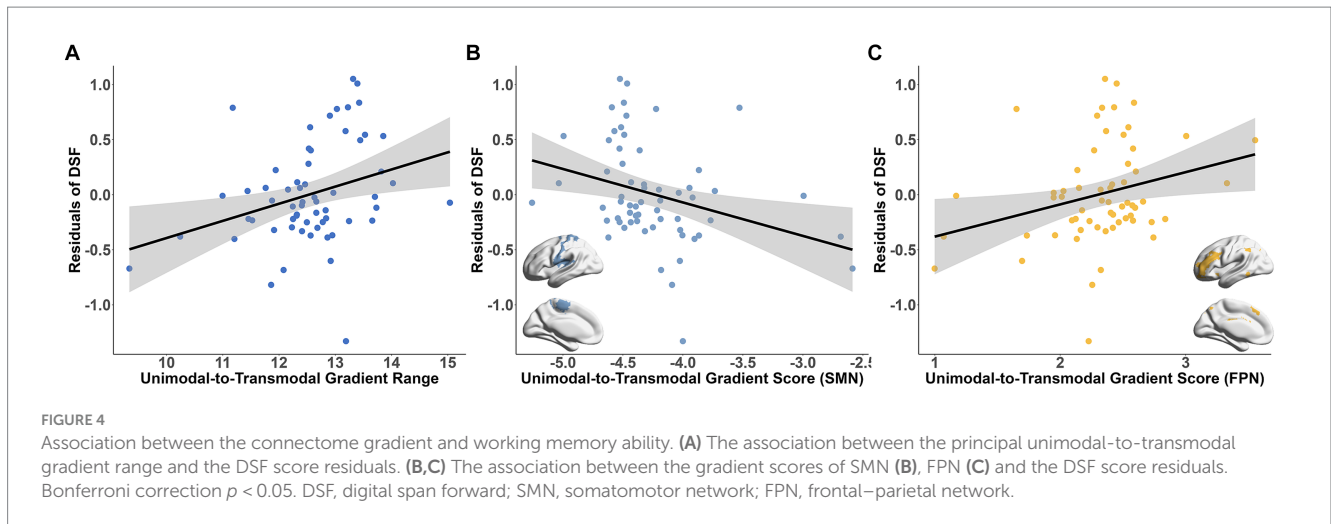 A
B
C
1.0
0.5
0.0
-0.5
-1.0
Residuals of DSF
10 11 12 13 14 15
Unimodal-to-Transmodal Gradient Range
1.0
0.5
0.0
-0.5
-1.0
Residuals of DSF
-5.0 -4.5 -4.0 -3.5 -3.0 -2.5
Unimodal-to-Transmodal Gradient Score (SMN)
1.0
0.5
0.0
-0.5
-1.0
Residuals of DSF
1 2 3
Unimodal-to-Transmodal Gradient Score (FPN)
FIGURE 4
Association between the connectome gradient and working memory ability. (A) The association between the principal unimodal-to-transmodal
gradient range and the DSF score residuals. (B,C) The association between the gradient scores of SMN (B), FPN (C) and the DSF score residuals.
Bonferroni correction p < 0.05. DSF, digital span forward; SMN, somatomotor network; FPN, frontal–parietal network.